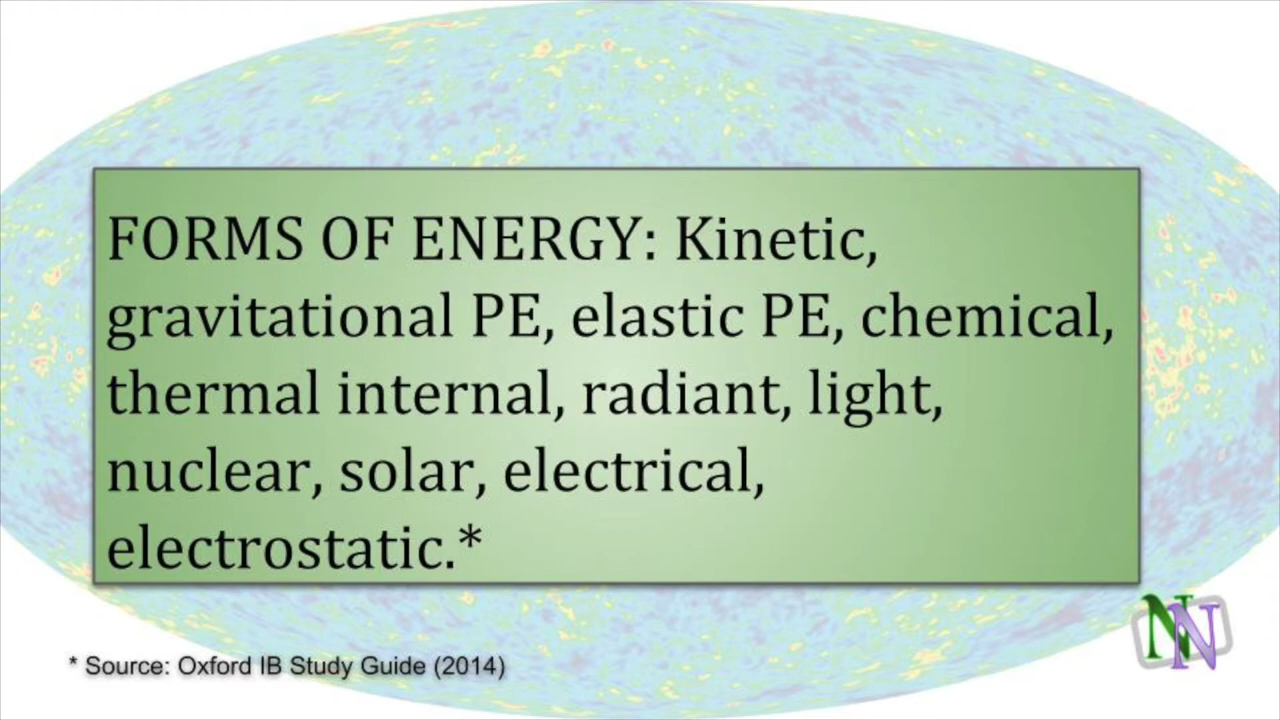 FORMS OF ENERGY: Kinetic,
gravitational PE, elastic PE, chemical,
thermal internal, radiant, light,
nuclear, solar, electrical,
electrostatic.*
* Source: Oxford IB Study Guide (2014)
NN